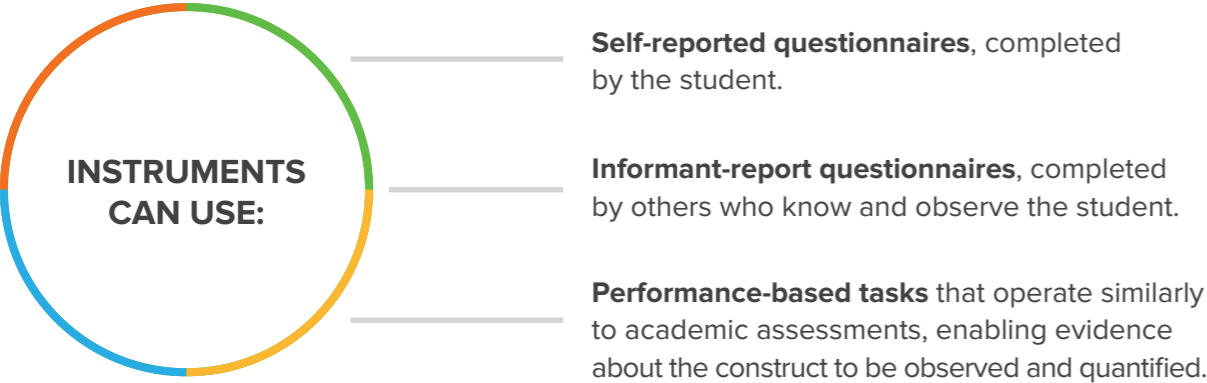 INSTRUMENTS
CAN USE:
Self-reported questionnaires, completed
by the student.
Informant-report questionnaires, completed
by others who know and observe the student.
Performance-based tasks that operate similarly
to academic assessments, enabling evidence
about the construct to be observed and quantified.